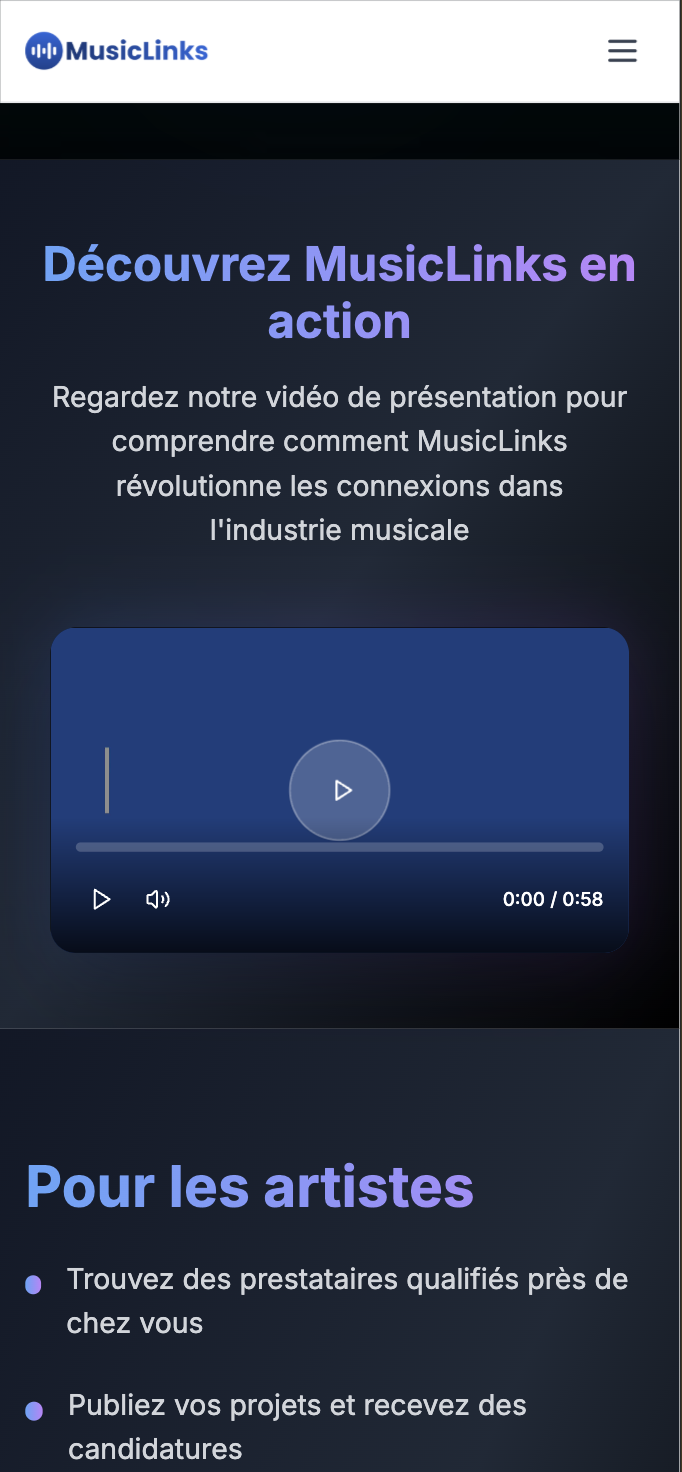 MusicLinks
Découvrez MusicLinks en
action
Regardez notre vidéo de présentation pour
comprendre comment MusicLinks
révolutionne les connexions dans
l'industrie musicale
0:00 / 0:58
Pour les artistes
Trouvez des prestataires qualifiés près de
chez vous
Publiez vos projets et recevez des
candidatures